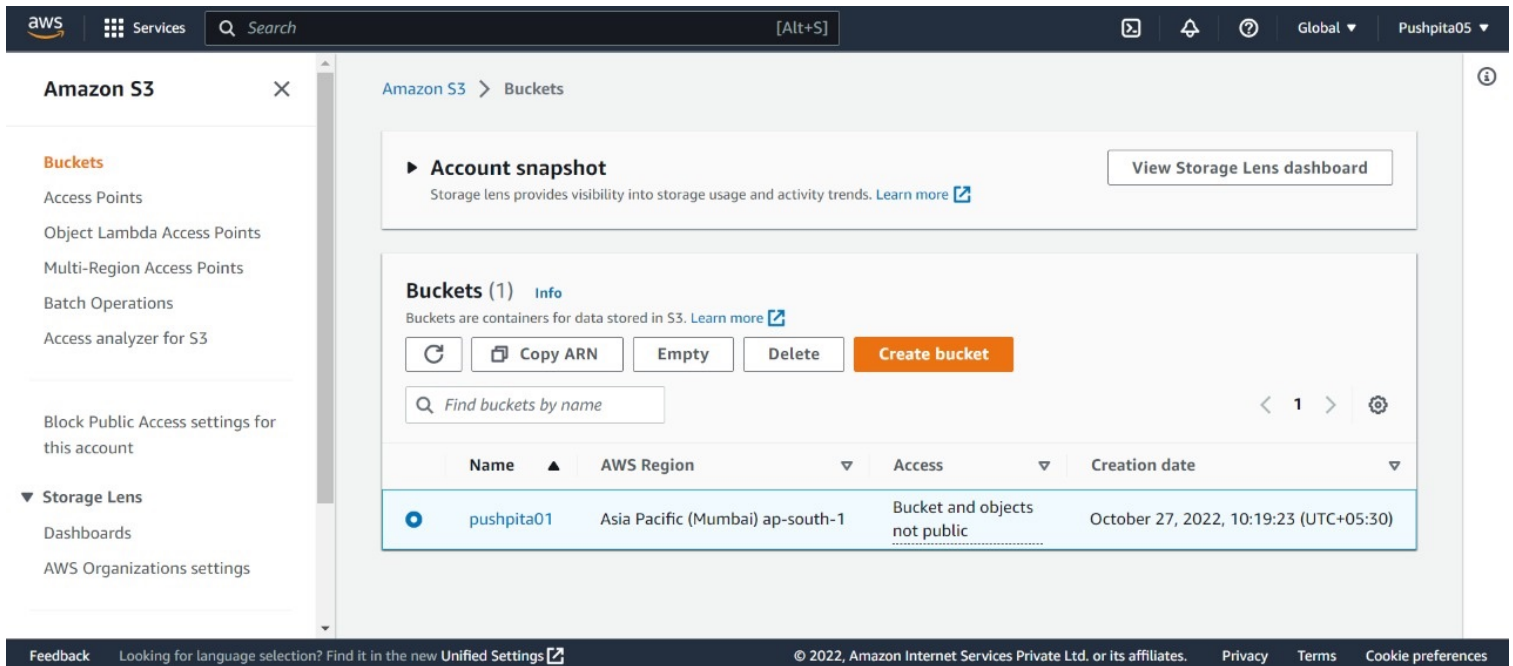 aws
Services
Search
[Alt+S]
Global
Pushpita05
Amazon S3
Buckets
Access Points
Object Lambda Access Points
Multi-Region Access Points
Batch Operations
Access analyzer for S3
Block Public Access settings for
this account
Storage Lens
Dashboards
AWS Organizations settings
Amazon S3 > Buckets
Account snapshot
Storage lens provides visibility into storage usage and activity trends. Learn more
View Storage Lens dashboard
Buckets (1) Info
Buckets are containers for data stored in S3. Learn more
Copy ARN
Empty
Delete
Create bucket
Find buckets by name
1
Name AWS Region Access Creation date
pushpita01 Asia Pacific (Mumbai) ap-south-1
Bucket and objects
not public
October 27, 2022, 10:19:23 (UTC+05:30)
Feedback Looking for language selection? Find it in the new Unified Settings
© 2022, Amazon Internet Services Private Ltd. or its affiliates. Privacy Terms Cookie preferences